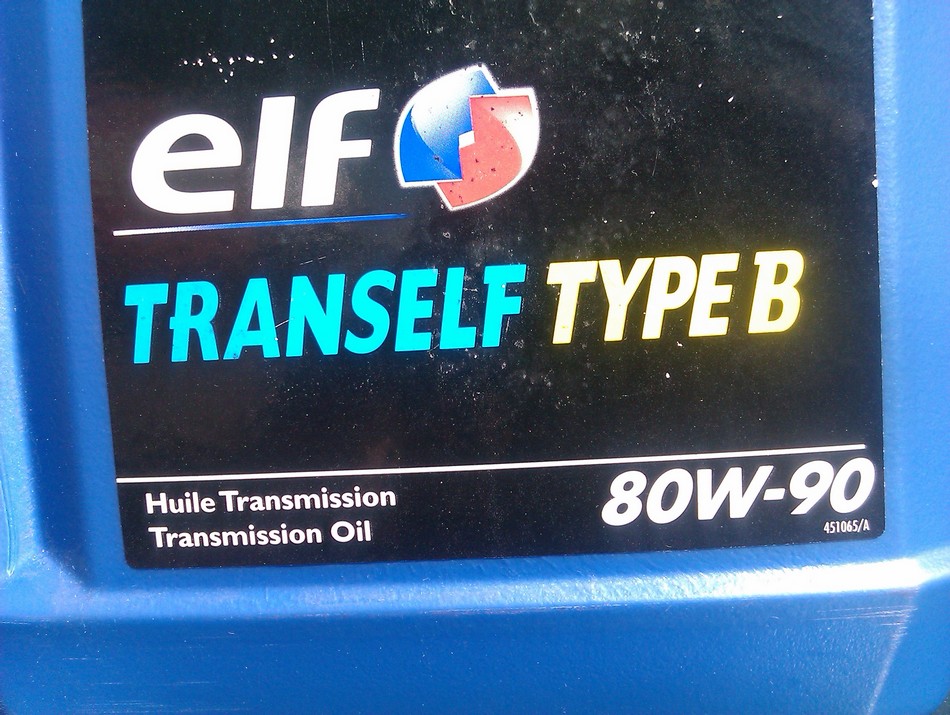 elf
TRANSELF TYPE B
Huile Transmission
Transmission Oil
80W-90
451065/A